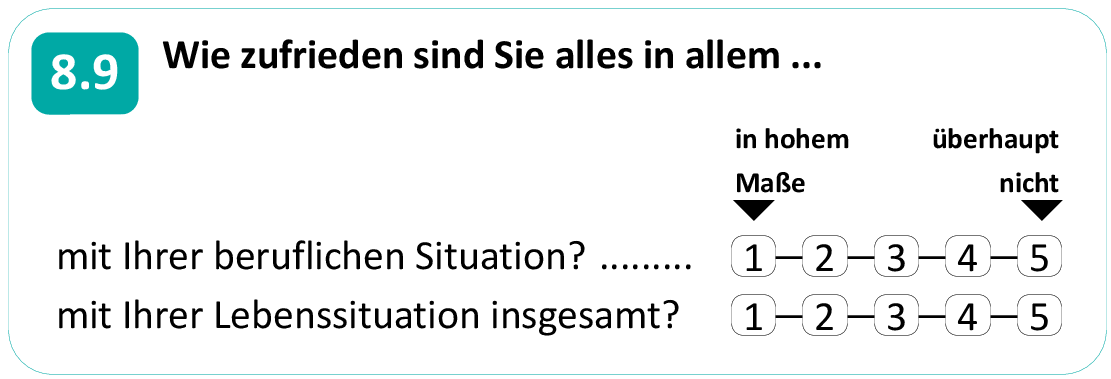 8.9 Wie zufrieden sind Sie alles in allem ...
in hohem überhaupt
Maße nicht
mit Ihrer beruflichen Situation? ......... 1 2 3 4 5
mit Ihrer Lebenssituation insgesamt? 1 2 3 4 5